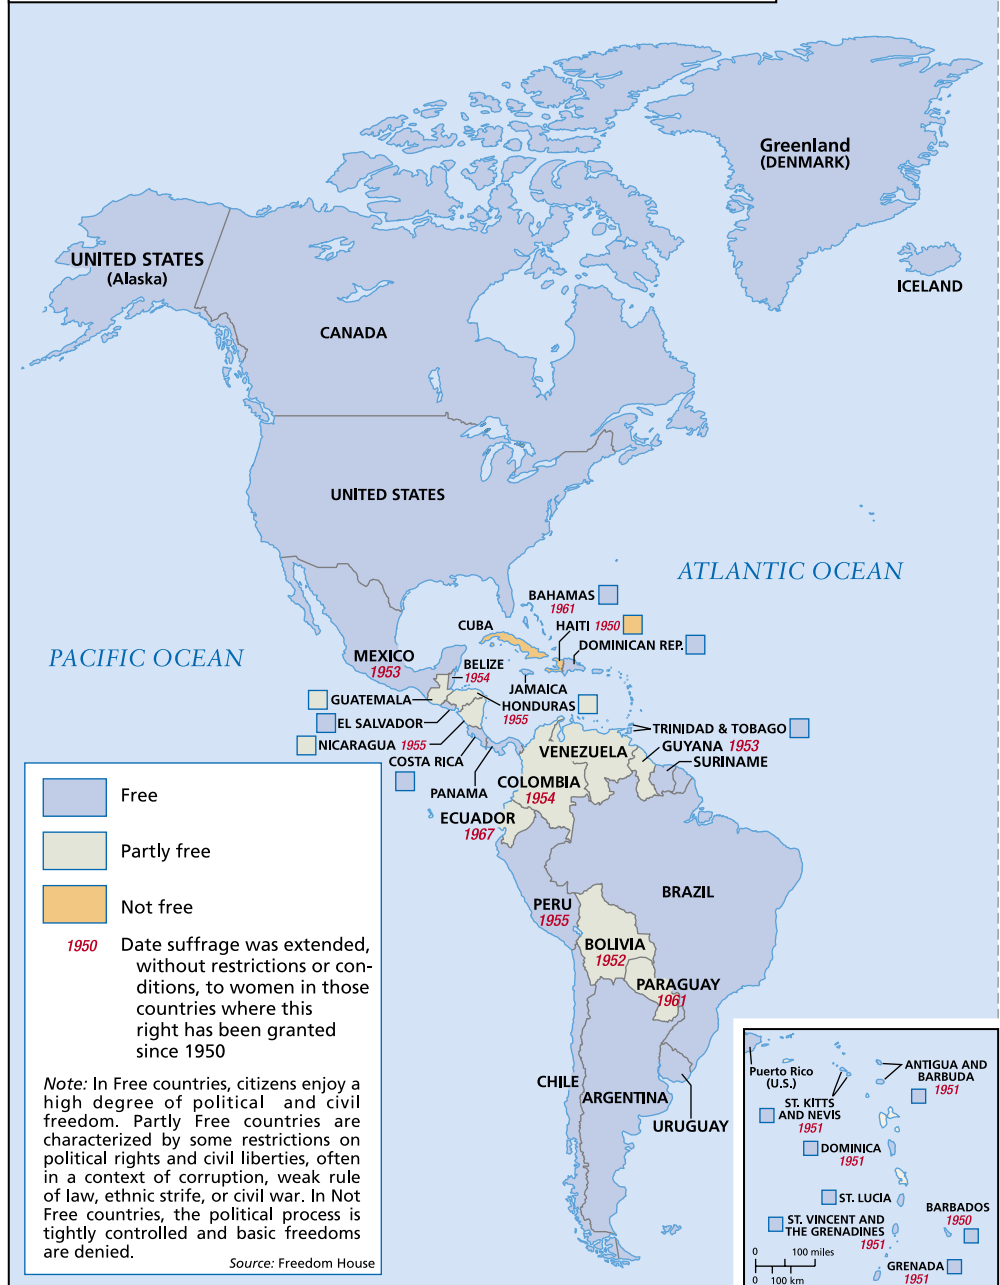 Greenland
(DENMARK)
UNITED STATES
(Alaska)
ICELAND
CANADA
UNITED STATES
ATLANTIC OCEAN
PACIFIC OCEAN
BAHAMAS
1961
CUBA
HAITI 1950
DOMINICAN REP.
MEXICO
1953
BELIZE
1954
JAMAICA
GUATEMALA
HONDURAS
1955
EL SALVADOR
NICARAGUA 1955
TRINIDAD & TOBAGO
COSTA RICA
VENEZUELA
GUYANA 1953
SURINAME
PANAMA
COLOMBIA
1954
ECUADOR
1967
BRAZIL
PERU
1955
BOLIVIA
1952
PARAGUAY
1961
CHILE
ARGENTINA
URUGUAY
Free
Partly free
Not free
1950 Date suffrage was extended,
without restrictions or con-
ditions, to women in those
countries where this
right has been granted
since 1950
Note: In Free countries, citizens enjoy a
high degree of political and civil
freedom. Partly Free countries are
characterized by some restrictions on
political rights and civil liberties, often
in a context of corruption, weak rule
of law, ethnic strife, or civil war. In Not
Free countries, the political process is
tightly controlled and basic freedoms
are denied.
Source: Freedom House
Puerto Rico
(U.S.)
ANTIGUA AND
BARBUDA
1951
ST. KITTS
AND NEVIS
1951
DOMINICA
1951
ST. LUCIA
BARBADOS
1950
ST. VINCENT AND
THE GRENADINES
1951
GRENADA
1951
0 100 miles
0 100 km